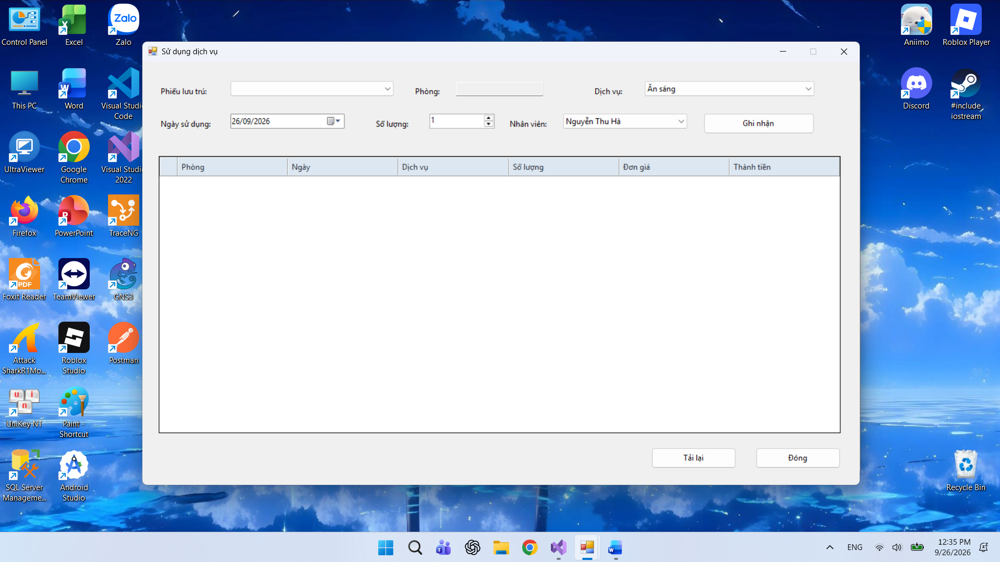 Control Panel
Excel
Zalo
Zalo
Aniimo
Roblox Player
Sử dụng dịch vụ
Phiếu lưu trú:
Phòng:
Dịch vụ:
Ăn sáng
Ngày sử dụng:
26/09/2026
Số lượng:
1
Nhân viên:
Nguyễn Thu Hà
Ghi nhận
This PC
Word
Visual Studi
Code
Discord
#include
iostream
Phòng
Ngày
Dịch vụ
Số lượng
Đơn giá
Thành tiền
UltraViewer
Google
Chrome
Visual Studi
2022
Firefox
PowerPoint
TraceNG
PDF
Foxit Reader
TeamViewer
GNS3
Attack
SharkR1Mo...
Roblox
Studio
Postman
u i
n
UniKey NT
Paint -
Shortcut
Tải lại
Đóng
SQL Server
Manageme...
Android
Studio
Recycle Bin
ENG
12:35 PM
9/26/2026